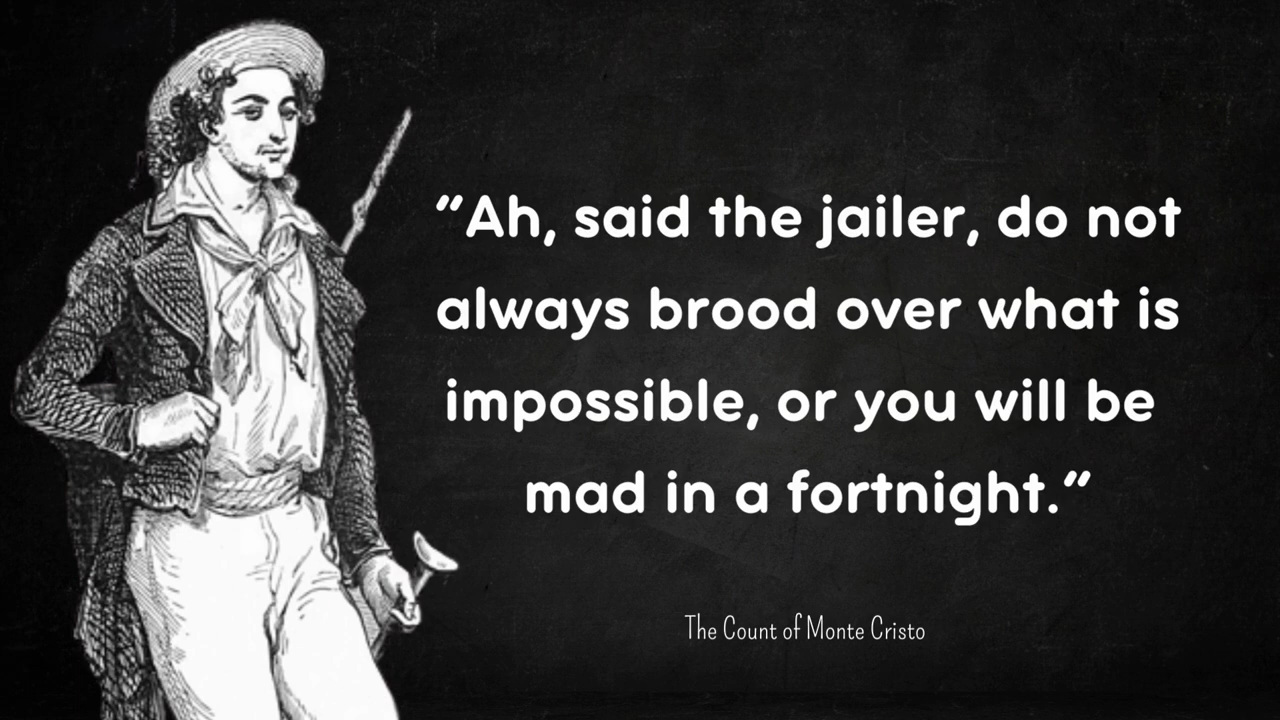 “Ah, said the jailer, do not
always brood over what is
impossible, or you will be
mad in a fortnight.”
The Count of Monte Cristo